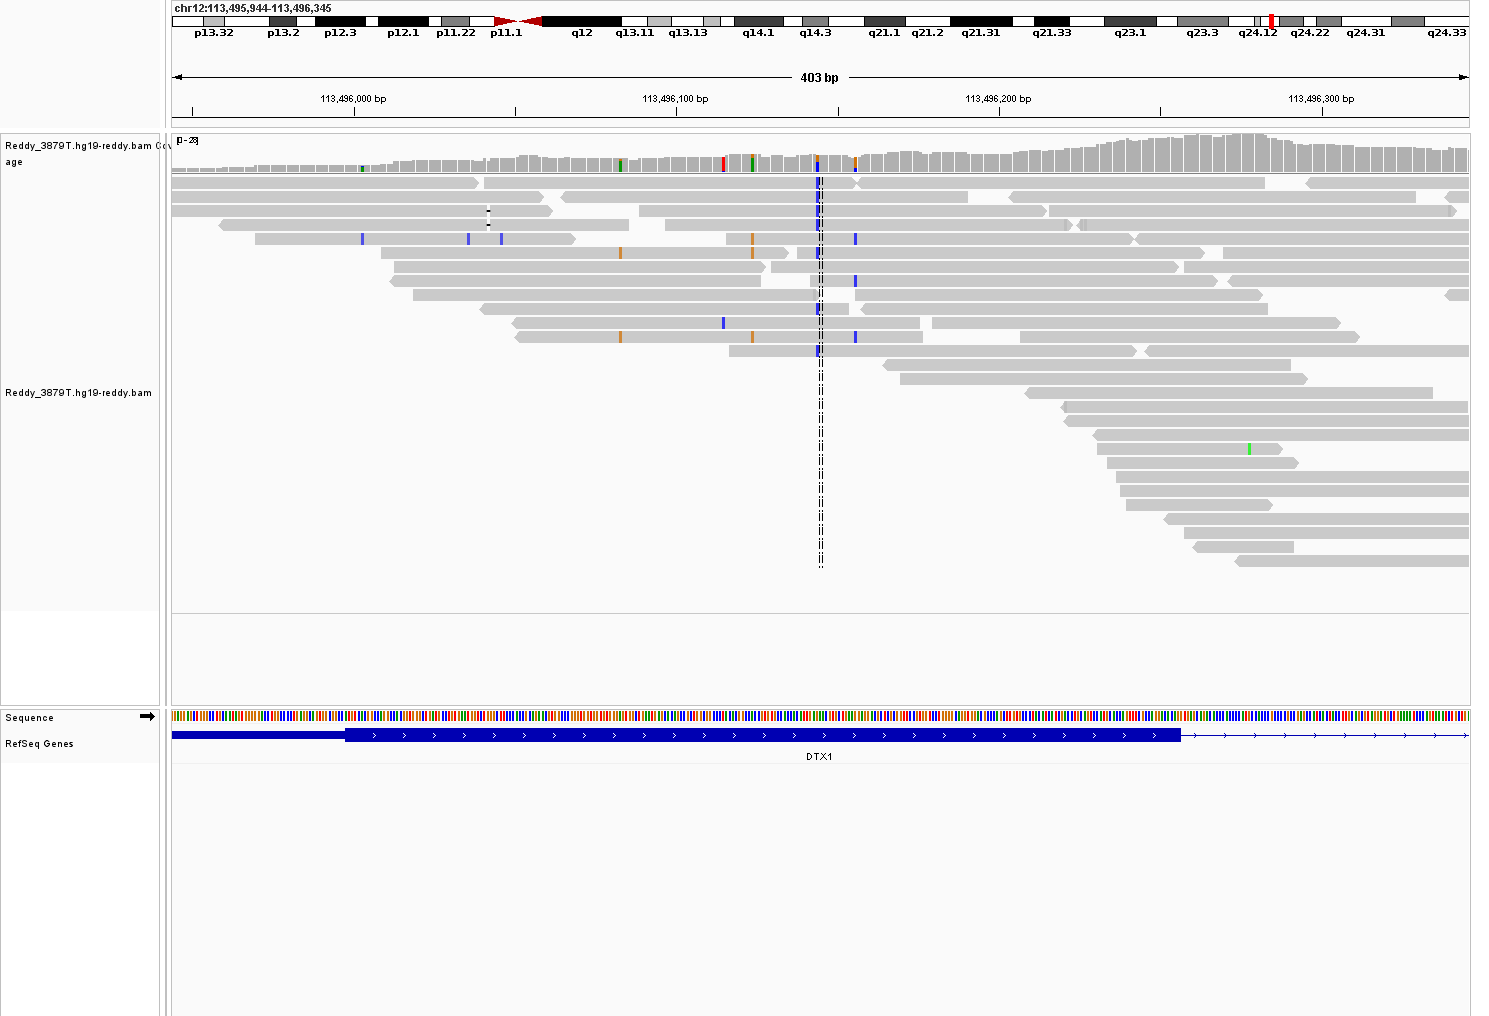 chr12:113,495,944-113,496,345
p13.32 p13.2 p12.3 p12.1 p11.22 p11.1 q12 q13.11 q13.13 q14.1 q14.3 q21.1 q21.2 q21.31 q21.33 q23.1 q23.3 q24.12 q24.22 q24.31 q24.33
403 bp
113,496,000 bp 113,496,100 bp 113,496,200 bp 113,496,300 bp
Reddy_3879T.hg19-reddy.bam Cov
age
[0 - 28]
Reddy_3879T.hg19-reddy.bam
Sequence
RefSeq Genes
DTX1